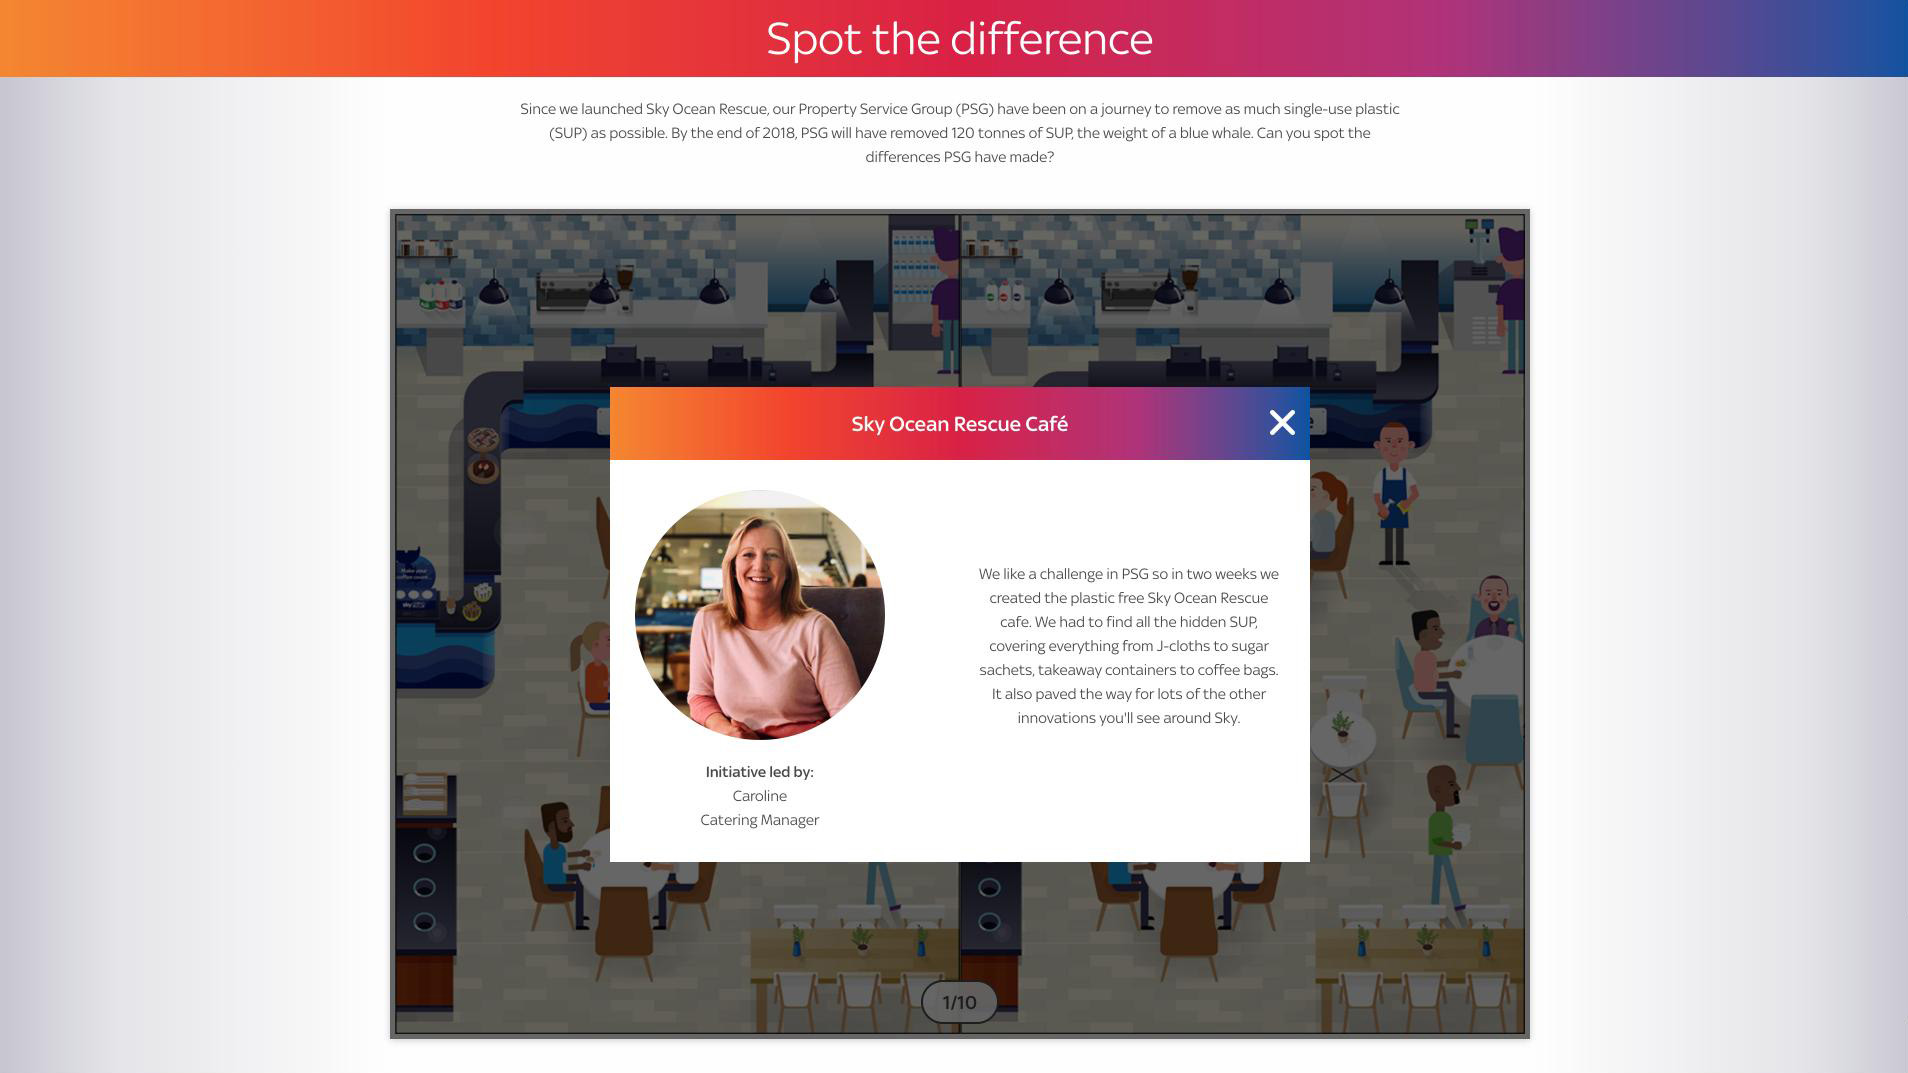 Spot the difference
Since we launched Sky Ocean Rescue, our Property Service Group (PSG) have been on a journey to remove as much single-use plastic
(SUP) as possible. By the end of 2018, PSG will have removed 120 tonnes of SUP, the weight of a blue whale. Can you spot the
differences PSG have made?
Sky Ocean Rescue Café
We like a challenge in PSG so in two weeks we
created the plastic free Sky Ocean Rescue
cafe. We had to find all the hidden SUP,
covering everything from J-cloths to sugar
sachets, takeaway containers to coffee bags.
It also paved the way for lots of the other
innovations you'll see around Sky.
Initiative led by:
Caroline
Catering Manager
Make your
coffee count...
sky
1/10